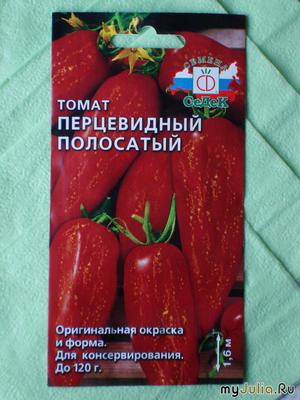 СЕМЕНА
СеДеК
ТОМАТ
ПЕРЦЕВИДНЫЙ
ПОЛОСАТЫЙ
Оригинальная окраска
и форма.
Для консервирования.
До 120 г.
1,6 м
myJulia.Ru